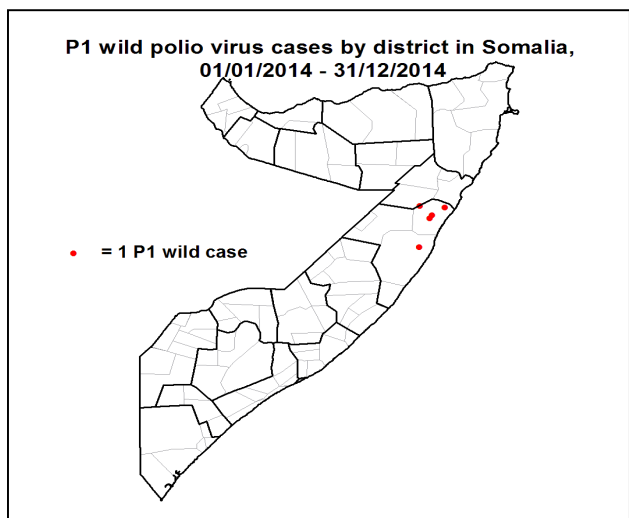 P1 wild polio virus cases by district in Somalia,
01/01/2014 - 31/12/2014
= 1 P1 wild case